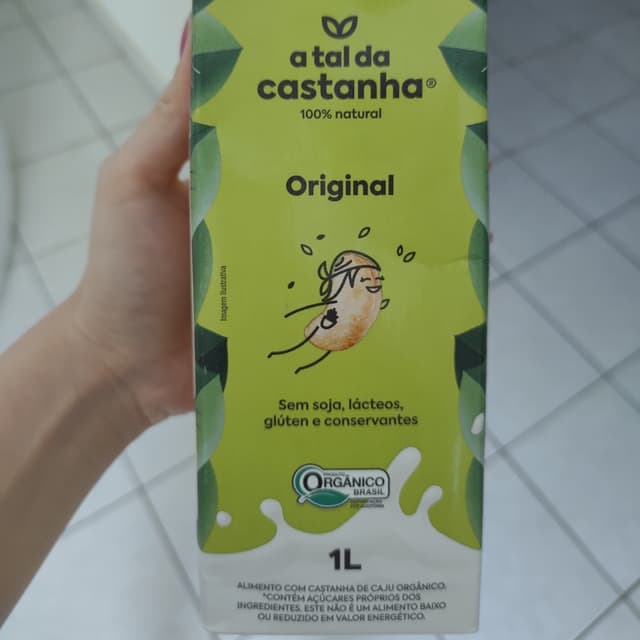 a tal da
castanha®
100% natural
Original
Imagem ilustrativa
Sem soja, lácteos,
glúten e conservantes
PRODUTO
ORGÂNICO
BRASIL
1L
ALIMENTO COM CASTANHA DE CAJU ORGÂNICO.
*CONTÉM AÇÚCARES PRÓPRIOS DOS
INGREDIENTES. ESTE NÃO É UM ALIMENTO BAIXO
OU REDUZIDO EM VALOR ENERGÉTICO.